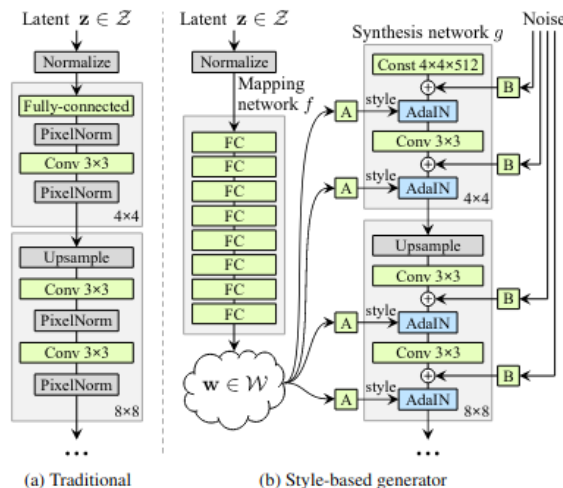 Latent z ∈ Z
Normalize
Fully-connected
PixelNorm
Conv 3×3
PixelNorm
4×4
Upsample
Conv 3×3
PixelNorm
Conv 3×3
PixelNorm
8×8
...
(a) Traditional
Latent z ∈ Z
Normalize
Mapping
network f
FC
FC
FC
FC
FC
FC
FC
FC
w ∈ W
A
style
A
style
A
style
A
style
Synthesis network g
Const 4×4×512
AdaIN
Conv 3×3
AdaIN
4×4
Upsample
Conv 3×3
AdaIN
Conv 3×3
AdaIN
8×8
...
Noise
B
B
B
B
(b) Style-based generator